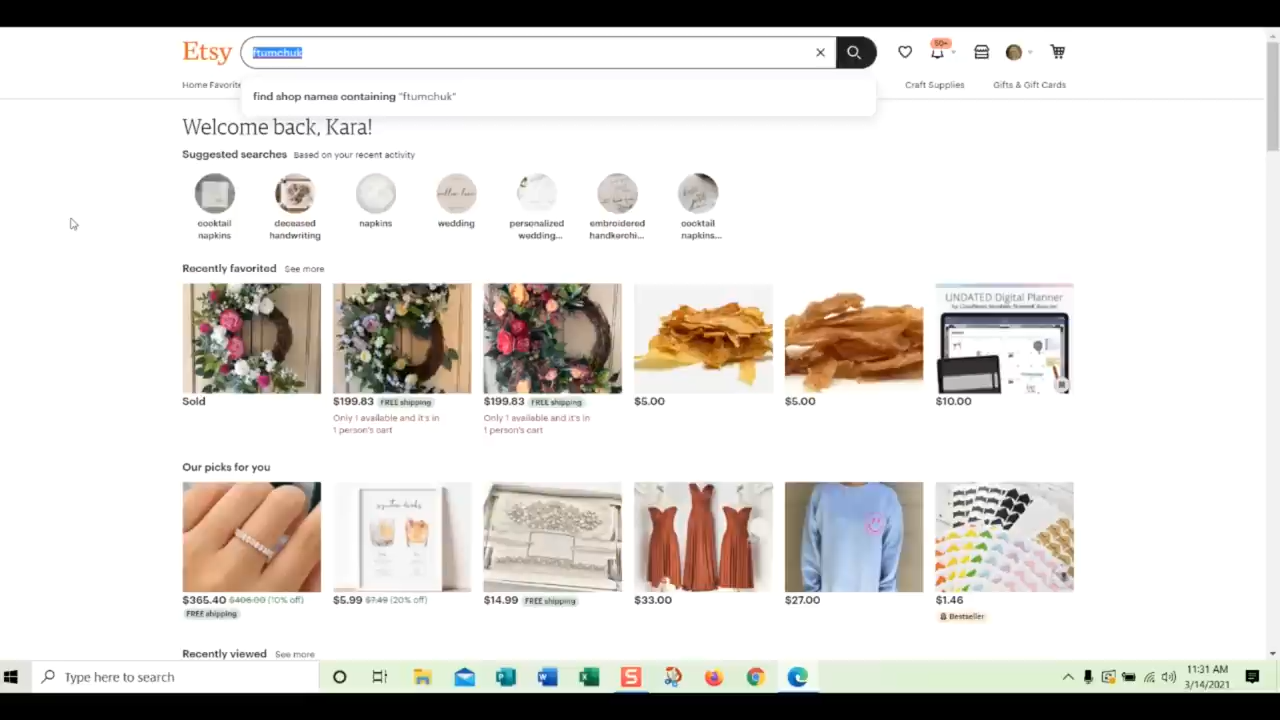 Etsy
ftumchuk
50+
find shop names containing "ftumchuk"
Home Favorite
Craft Supplies
Gifts & Gift Cards
Welcome back, Kara!
Suggested searches Based on your recent activity
cocktail napkins
deceased handwriting
napkins
wedding
personalized wedding...
embroidered handkerchi...
cocktail napkins...
Recently favorited See more
UNDATED Digital Planner
Sold
$199.83 FREE shipping
Only 1 available and it's in
1 person's cart
$199.83 FREE shipping
Only 1 available and it's in
1 person's cart
$5.00
$5.00
$10.00
Our picks for you
signature drinks
$365.40 $406.00 (10% off)
FREE shipping
$5.99 $7.49 (20% off)
$14.99 FREE shipping
$33.00
$27.00
$1.46
Bestseller
Recently viewed See more
Type here to search
11:31 AM
3/14/2021